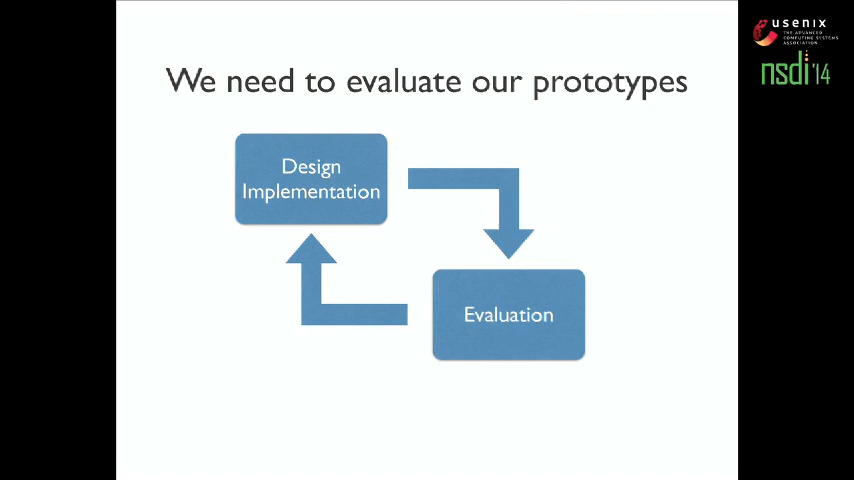 We need to evaluate our prototypes
Design
Implementation
Evaluation
usenix
THE ADVANCED
COMPUTING SYSTEMS
ASSOCIATION
nsdi '14